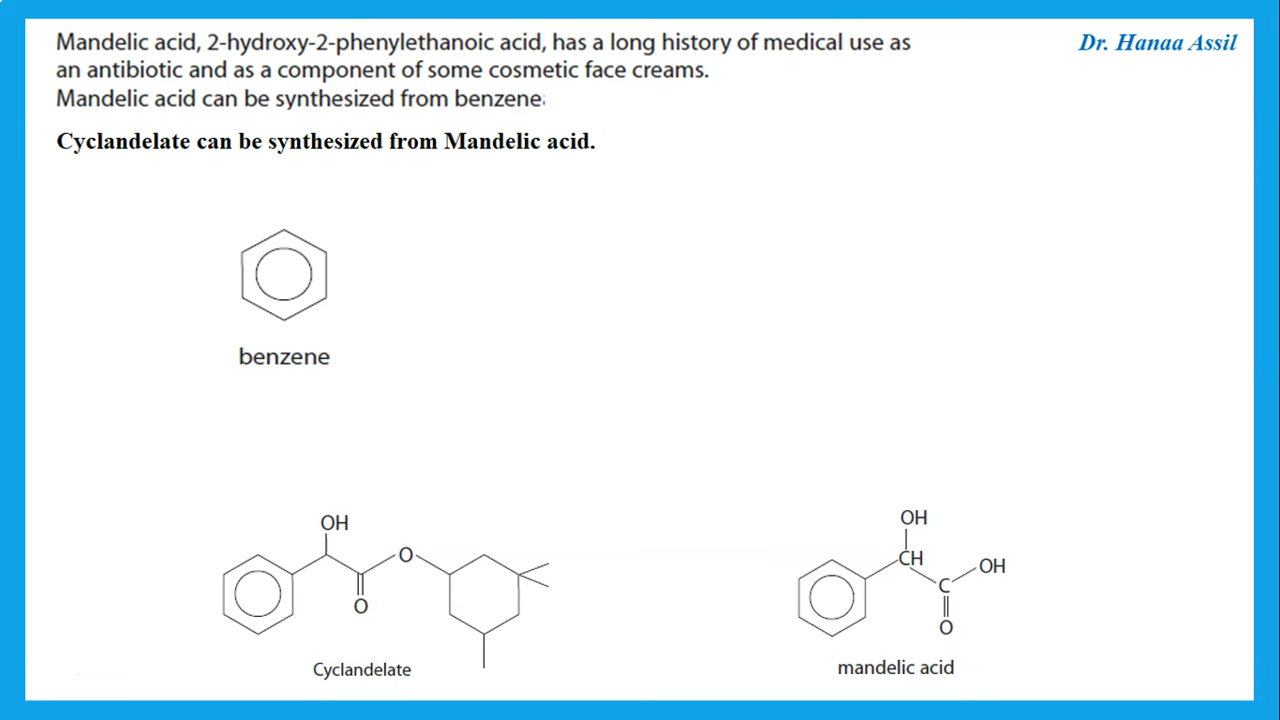 Mandelic acid, 2-hydroxy-2-phenylethanoic acid, has a long history of medical use as
an antibiotic and as a component of some cosmetic face creams.
Mandelic acid can be synthesized from benzene:
Dr. Hanaa Assil
Cyclandelate can be synthesized from Mandelic acid.
benzene
OH
O
O
Cyclandelate
OH
CH
OH
C
O
mandelic acid